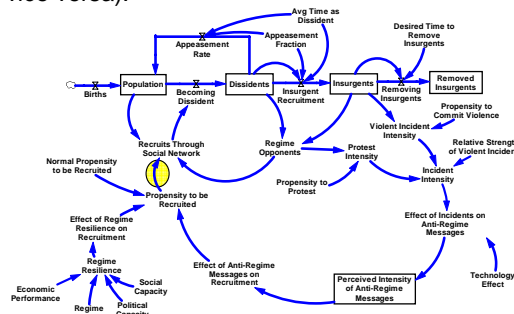 vice versa).
Avg Time as
Dissident
Appeasement
Fraction
Desired Time to
Remove
Insurgents
Appeasement
Rate
Births
Population
Becoming
Dissident
Dissidents
Insurgent
Recruitment
Insurgents
Removing
Insurgents
Removed
Insurgents
Propensity to
Commit Violence
Violent Incident
Intensity
Recruits Through
Social Network
Regime
Opponents
Protest
Intensity
Relative Strengt
of Violent Inciden
Incident
Intensity
Normal Propensity
to be Recruited
Propensity to be
Recruited
Propensity to
Protest
Effect of Regime
Resilience on
Recruitment
Effect of Incidents on
Anti-Regime
Messages
Regime
Resilience
Effect of Anti-Regime
Messages on
Recruitment
Perceived Intensity
of Anti-Regime
Messages
Technology
Effect
Economic
Performance
Social
Capacity
Regime
Political
Capacity